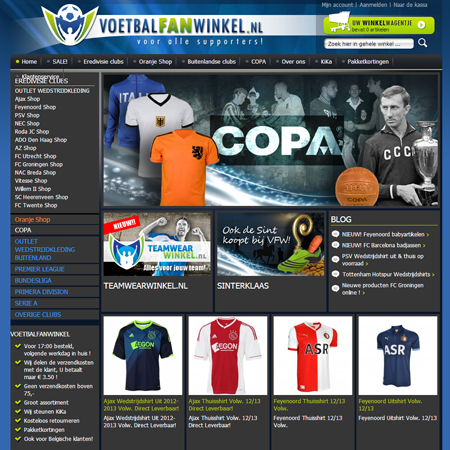 Mijn account | Aanmelden | Naar de kassa
VOETBALFANWINKEL.NL
voor alle supporters!
UW WINKELWAGENTJE
bevat 0 artikelen
Zoek hier in gehele winkel:
Home
SALE!
Eredivisie clubs
Oranje Shop
Buitenlandse clubs
COPA
Over ons
KiKa
Pakketkortingen
Klantenservice
EREDIVISIE CLUBS
OUTLET WEDSTRIJDKLEDING
Ajax Shop
Feyenoord Shop
PSV Shop
NEC Shop
Roda JC Shop
ADO Den Haag Shop
AZ Shop
FC Utrecht Shop
FC Groningen Shop
NAC Breda Shop
Vitesse Shop
Willem II Shop
SC Heerenveen Shop
FC Twente Shop
Oranje Shop
COPA
OUTLET
WEDSTRIJDKLEDING
BUITENLAND
PREMIER LEAGUE
BUNDESLIGA
PRIMERA DIVISION
SERIE A
OVERIGE CLUBS
VOETBALFANWINKEL
Voor 17:00 besteld,
volgende werkdag in huis !
Wij delen de verzendkosten
met de klant, U betaalt
maar € 3,50 !
Geen verzendkosten boven
75,-
Groot assortiment
Wij steunen KiKa
Pakketkortingen
Ook voor Belgische klanten!
ITALIA
COPA
CCCP
COPA
NIEUW!!
TEAMWEAR
WINKEL.NL
Alles voor jouw team!
TEAMWEARWINKEL.NL
Ook de Sint
koopt bij VFW!
SINTERKLAAS
BLOG
NIEUW! Feyenoord babyartikelen
NIEUW! FC Barcelona badjassen
PSV Wedstrijdshirt uit & thuis op
voorraad
Tottenham Hotspur Wedstrijdshirts
Nieuwe producten FC Groningen
online !
AEGON
AEGON
ASR
ASR
Ajax Wedstrijdshirt Uit 2012-
2013 Volw. Direct Leverbaar!
Ajax Wedstrijdshirt Uit 2012-
2013 Volw. Direct Leverbaar!
Ajax Thuisshirt Volw. 12/13
Direct Leverbaar!
Ajax Thuisshirt Volw. 12/13
Direct Leverbaar!
Feyenoord Thuisshirt Volw.
12/13
Feyenoord Thuisshirt Volw.
12/13
Feyenoord Uitshirt Volw.
12/13
Feyenoord Uitshirt Volw.
12/13